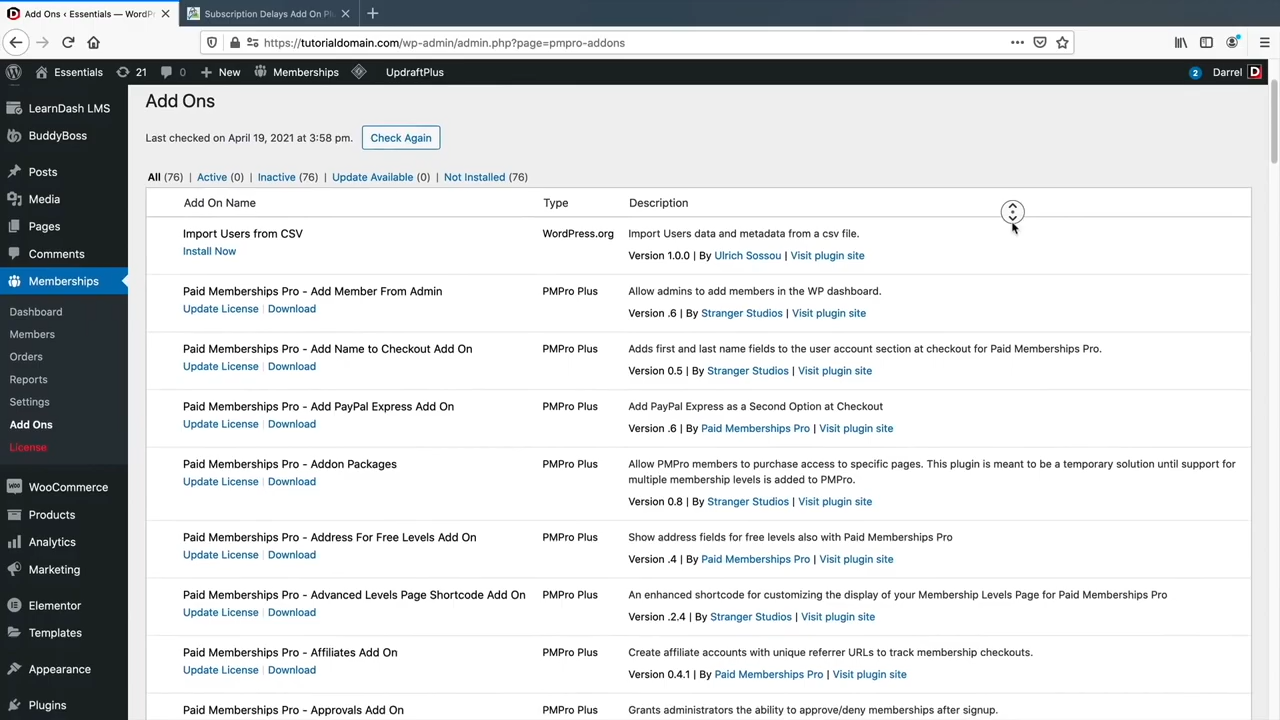 Add Ons ‹ Essentials — WordPr
Subscription Delays Add On Pl
https://tutorialdomain.com/wp-admin/admin.php?page=pmpro-addons
Essentials
21
0
New
Memberships
UpdraftPlus
2
Darrel
LearnDash LMS
BuddyBoss
Posts
Media
Pages
Comments
Memberships
Dashboard
Members
Orders
Reports
Settings
Add Ons
License
WooCommerce
Products
Analytics
Marketing
Elementor
Templates
Appearance
Plugins
Add Ons
Last checked on April 19, 2021 at 3:58 pm. Check Again
All (76) | Active (0) | Inactive (76) | Update Available (0) | Not Installed (76)
Add On Name Type Description
Import Users from CSV WordPress.org Import Users data and metadata from a csv file.
Install Now Version 1.0.0 | By Ulrich Sossou | Visit plugin site
Paid Memberships Pro - Add Member From Admin PMPro Plus Allow admins to add members in the WP dashboard.
Update License | Download Version .6 | By Stranger Studios | Visit plugin site
Paid Memberships Pro - Add Name to Checkout Add On PMPro Plus Adds first and last name fields to the user account section at checkout for Paid Memberships Pro.
Update License | Download Version 0.5 | By Stranger Studios | Visit plugin site
Paid Memberships Pro - Add PayPal Express Add On PMPro Plus Add PayPal Express as a Second Option at Checkout
Update License | Download Version .6 | By Paid Memberships Pro | Visit plugin site
Paid Memberships Pro - Addon Packages PMPro Plus Allow PMPro members to purchase access to specific pages. This plugin is meant to be a temporary solution until support for
Update License | Download multiple membership levels is added to PMPro.
Version 0.8 | By Stranger Studios | Visit plugin site
Paid Memberships Pro - Address For Free Levels Add On PMPro Plus Show address fields for free levels also with Paid Memberships Pro
Update License | Download Version .4 | By Paid Memberships Pro | Visit plugin site
Paid Memberships Pro - Advanced Levels Page Shortcode Add On PMPro Plus An enhanced shortcode for customizing the display of your Membership Levels Page for Paid Memberships Pro
Update License | Download Version .2.4 | By Stranger Studios | Visit plugin site
Paid Memberships Pro - Affiliates Add On PMPro Plus Create affiliate accounts with unique referrer URLs to track membership checkouts.
Update License | Download Version 0.4.1 | By Paid Memberships Pro | Visit plugin site
Paid Memberships Pro - Approvals Add On PMPro Plus Grants administrators the ability to approve/deny memberships after signup.